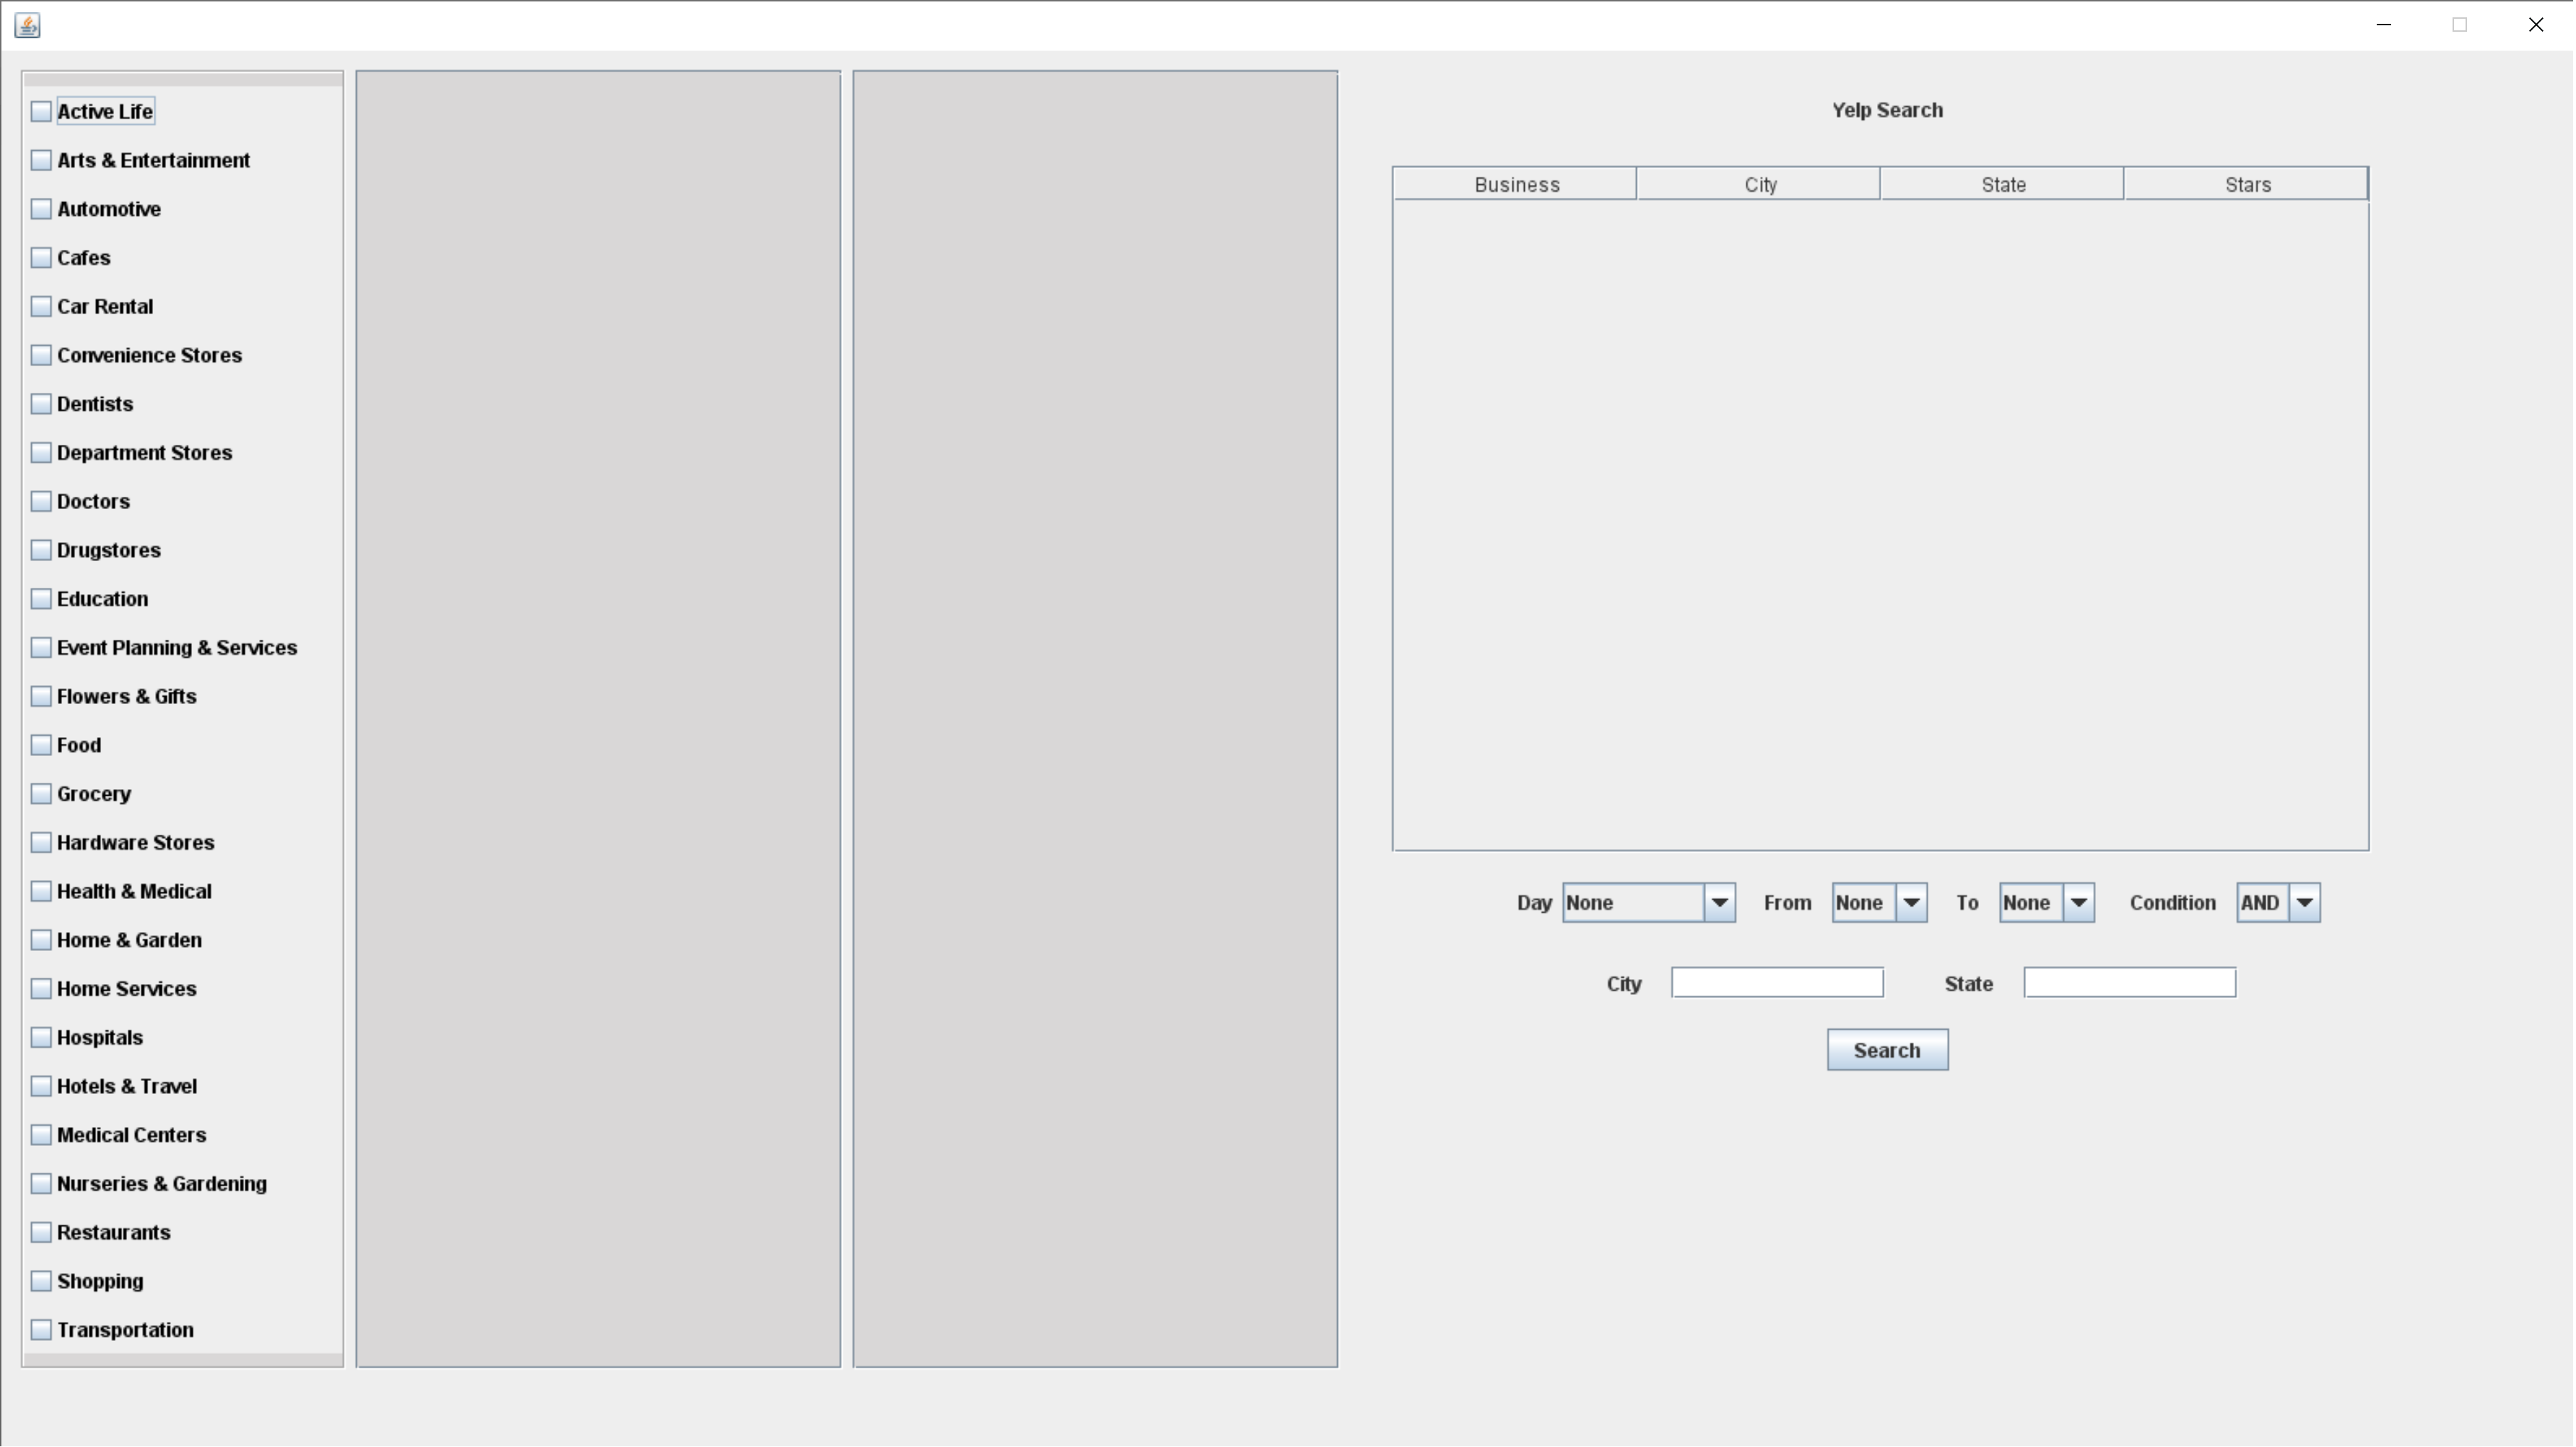 Active Life
Arts & Entertainment
Automotive
Cafes
Car Rental
Convenience Stores
Dentists
Department Stores
Doctors
Drugstores
Education
Event Planning & Services
Flowers & Gifts
Food
Grocery
Hardware Stores
Health & Medical
Home & Garden
Home Services
Hospitals
Hotels & Travel
Medical Centers
Nurseries & Gardening
Restaurants
Shopping
Transportation
Yelp Search
Business City State Stars
Day None From None To None Condition AND
City State
Search